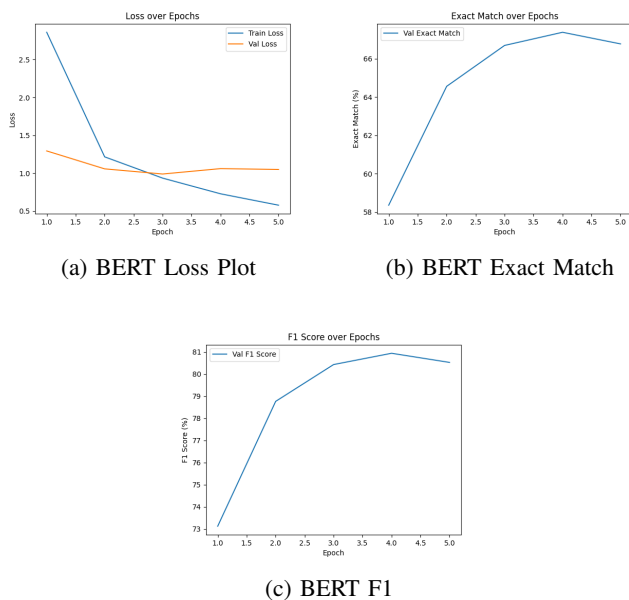 Loss over Epochs
Train Loss
Val Loss
2.5
2.0
1.5
1.0
0.5
Loss
1.0 1.5 2.0 2.5 3.0 3.5 4.0 4.5 5.0
Epoch
(a) BERT Loss Plot
Exact Match over Epochs
Val Exact Match
66
64
62
60
58
Exact Match (%)
1.0 1.5 2.0 2.5 3.0 3.5 4.0 4.5 5.0
Epoch
(b) BERT Exact Match
F1 Score over Epochs
Val F1 Score
81
80
79
78
77
76
75
74
73
F1 Score (%)
1.0 1.5 2.0 2.5 3.0 3.5 4.0 4.5 5.0
Epoch
(c) BERT F1